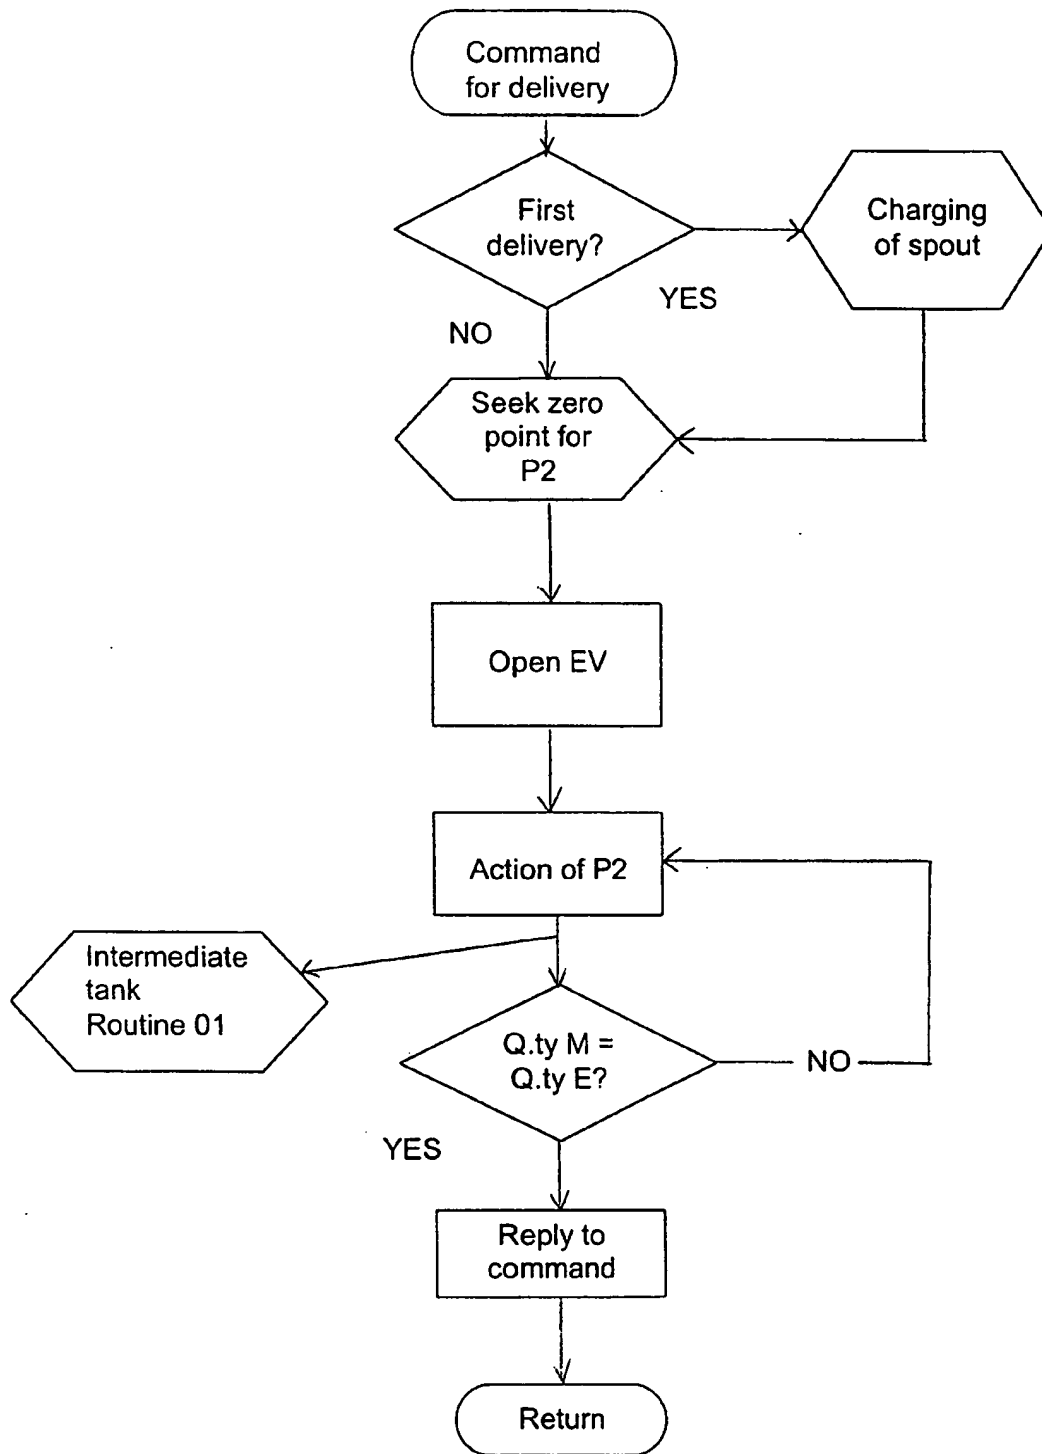 Command
for delivery
First
delivery?
Charging
of spout
YES
NO
Seek zero
point for
P2
Open EV
Action of P2
Intermediate
tank
Routine 01
Q.ty M =
Q.ty E?
NO
YES
Reply to
command
Return